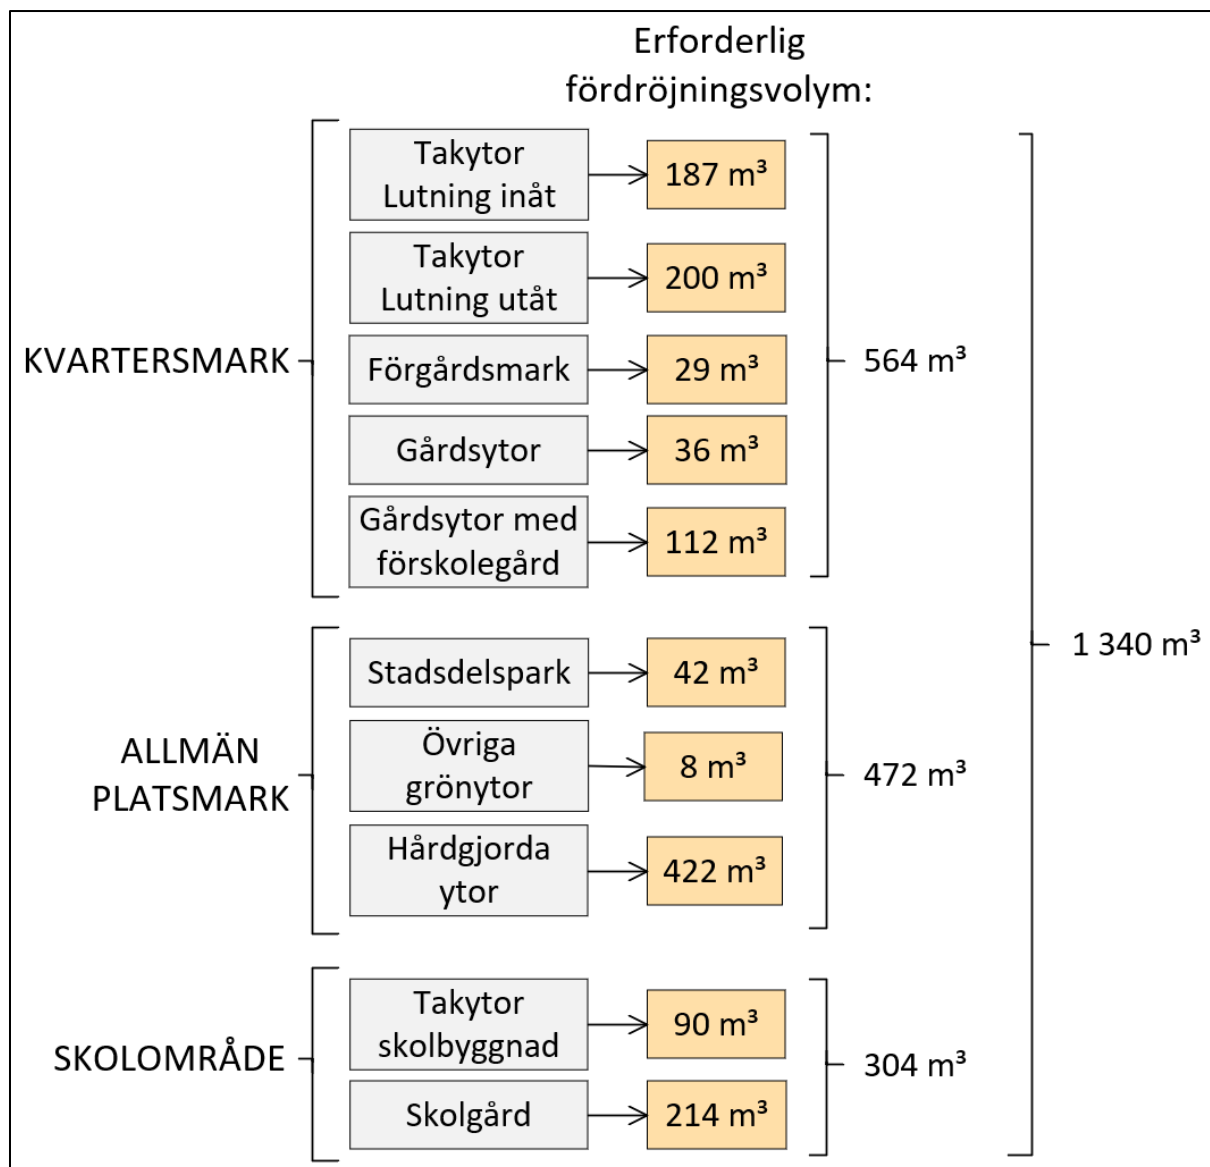 Erforderlig
fördröjningsvolym:
KVARTERSMARK
Takytor
Lutning inåt
187 m³
Takytor
Lutning utåt
200 m³
Förgårdsmark
29 m³
Gårdsytor
36 m³
Gårdsytor med
förskolegård
112 m³
564 m³
ALLMÄN
PLATSMARK
Stadsdelspark
42 m³
Övriga
grönytor
8 m³
Hårdgjorda
ytor
422 m³
472 m³
SKOLOMRÅDE
Takytor
skolbyggnad
90 m³
Skolgård
214 m³
304 m³
1 340 m³